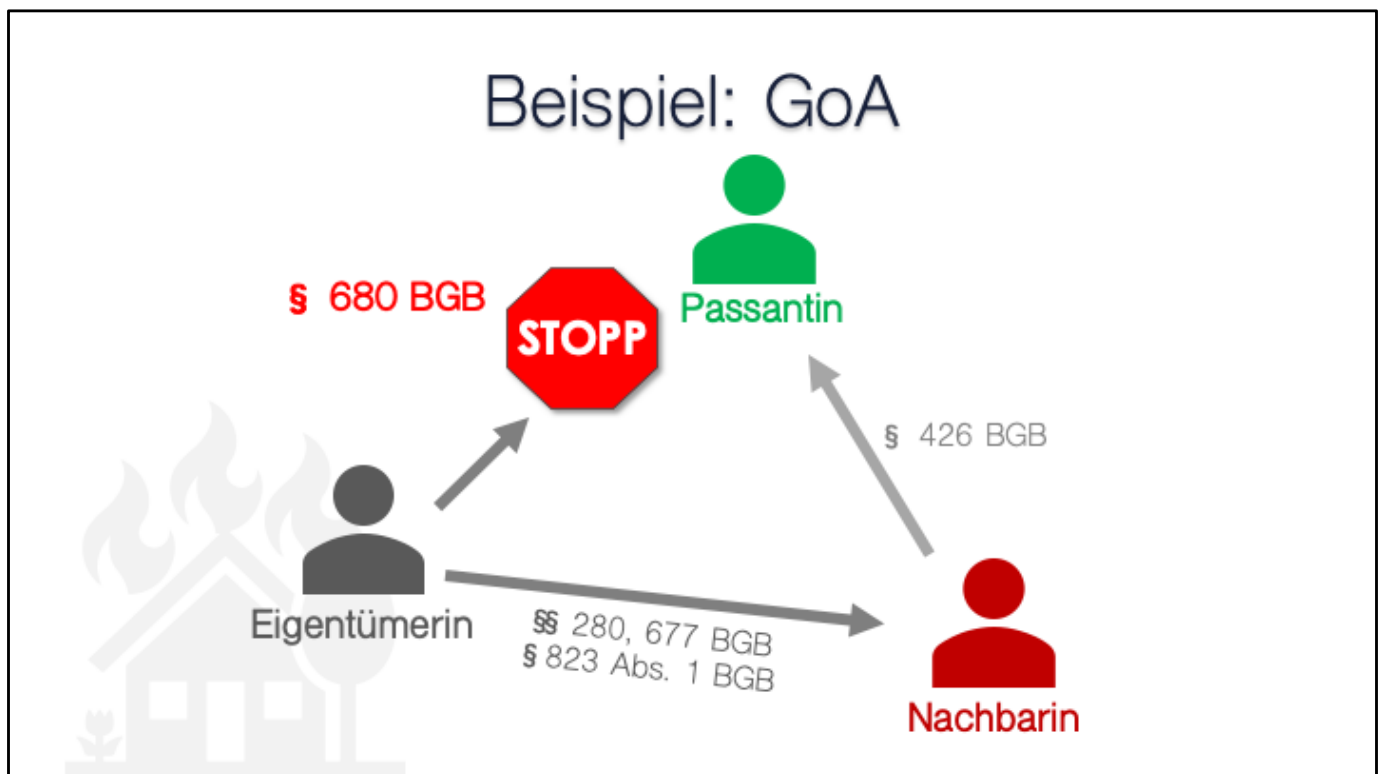 Beispiel: GoA
§ 680 BGB
STOPP
Passantin
§ 426 BGB
Eigentümerin
§§ 280, 677 BGB
§ 823 Abs. 1 BGB
Nachbarin